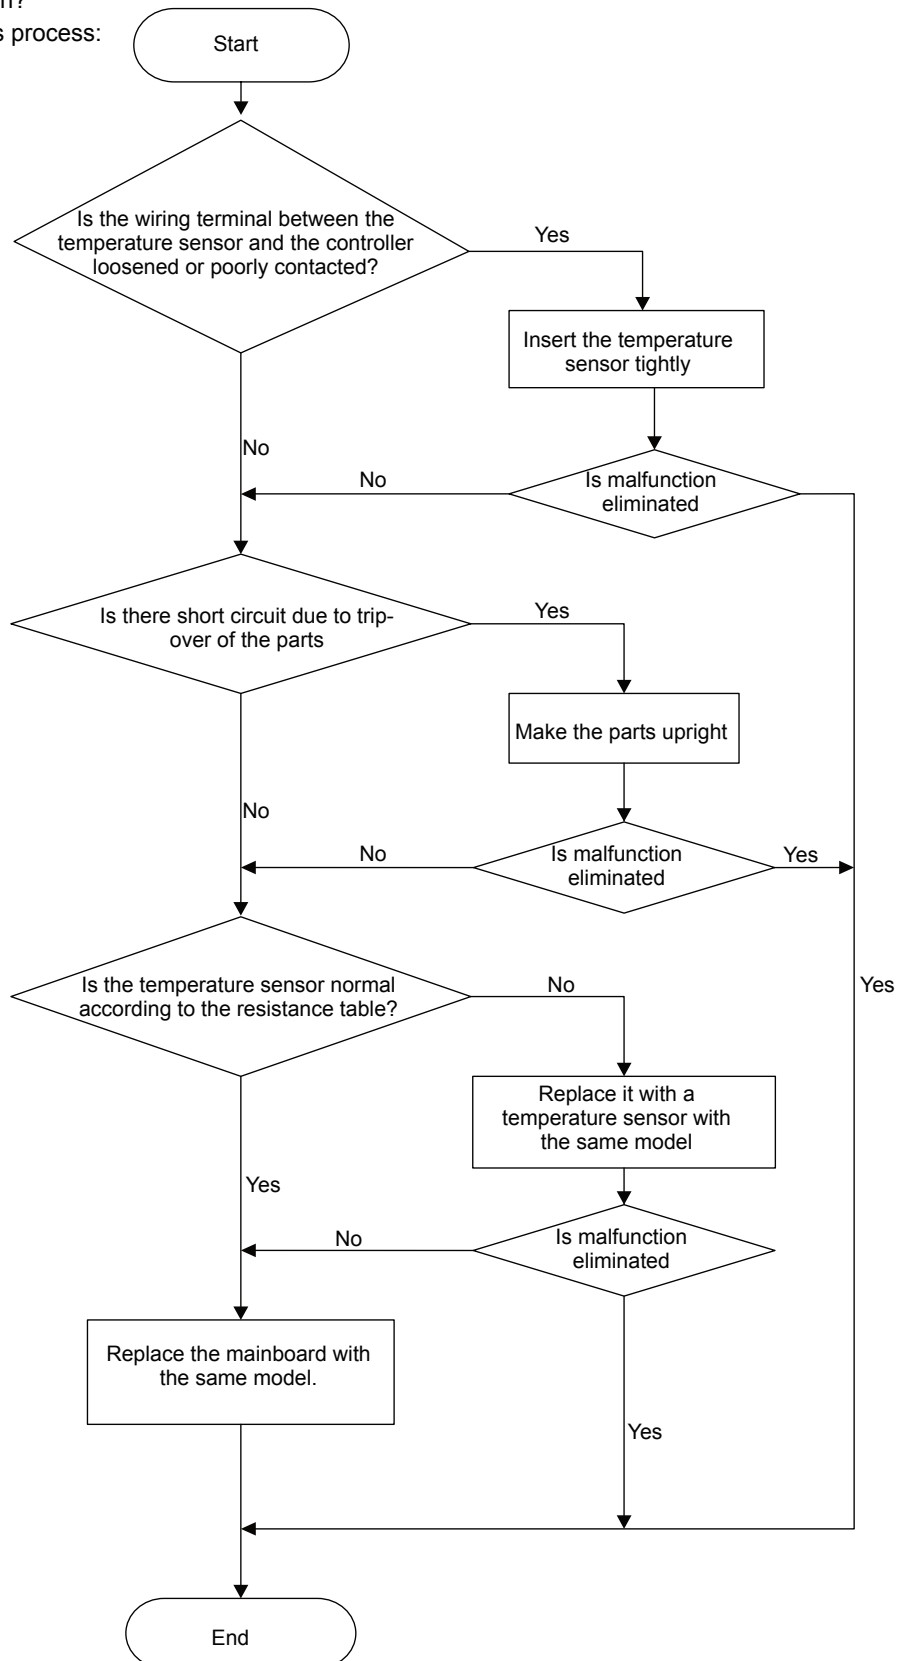 s process:
Start
Is the wiring terminal between the
temperature sensor and the controller
loosened or poorly contacted?
Yes
Insert the temperature
sensor tightly
No
No
Is malfunction
eliminated
Is there short circuit due to trip-
over of the parts
Yes
Make the parts upright
No
No
Is malfunction
eliminated
Yes
Is the temperature sensor normal
according to the resistance table?
No
Yes
Replace it with a
temperature sensor with
the same model
Yes
No
Is malfunction
eliminated
Replace the mainboard with
the same model.
Yes
End